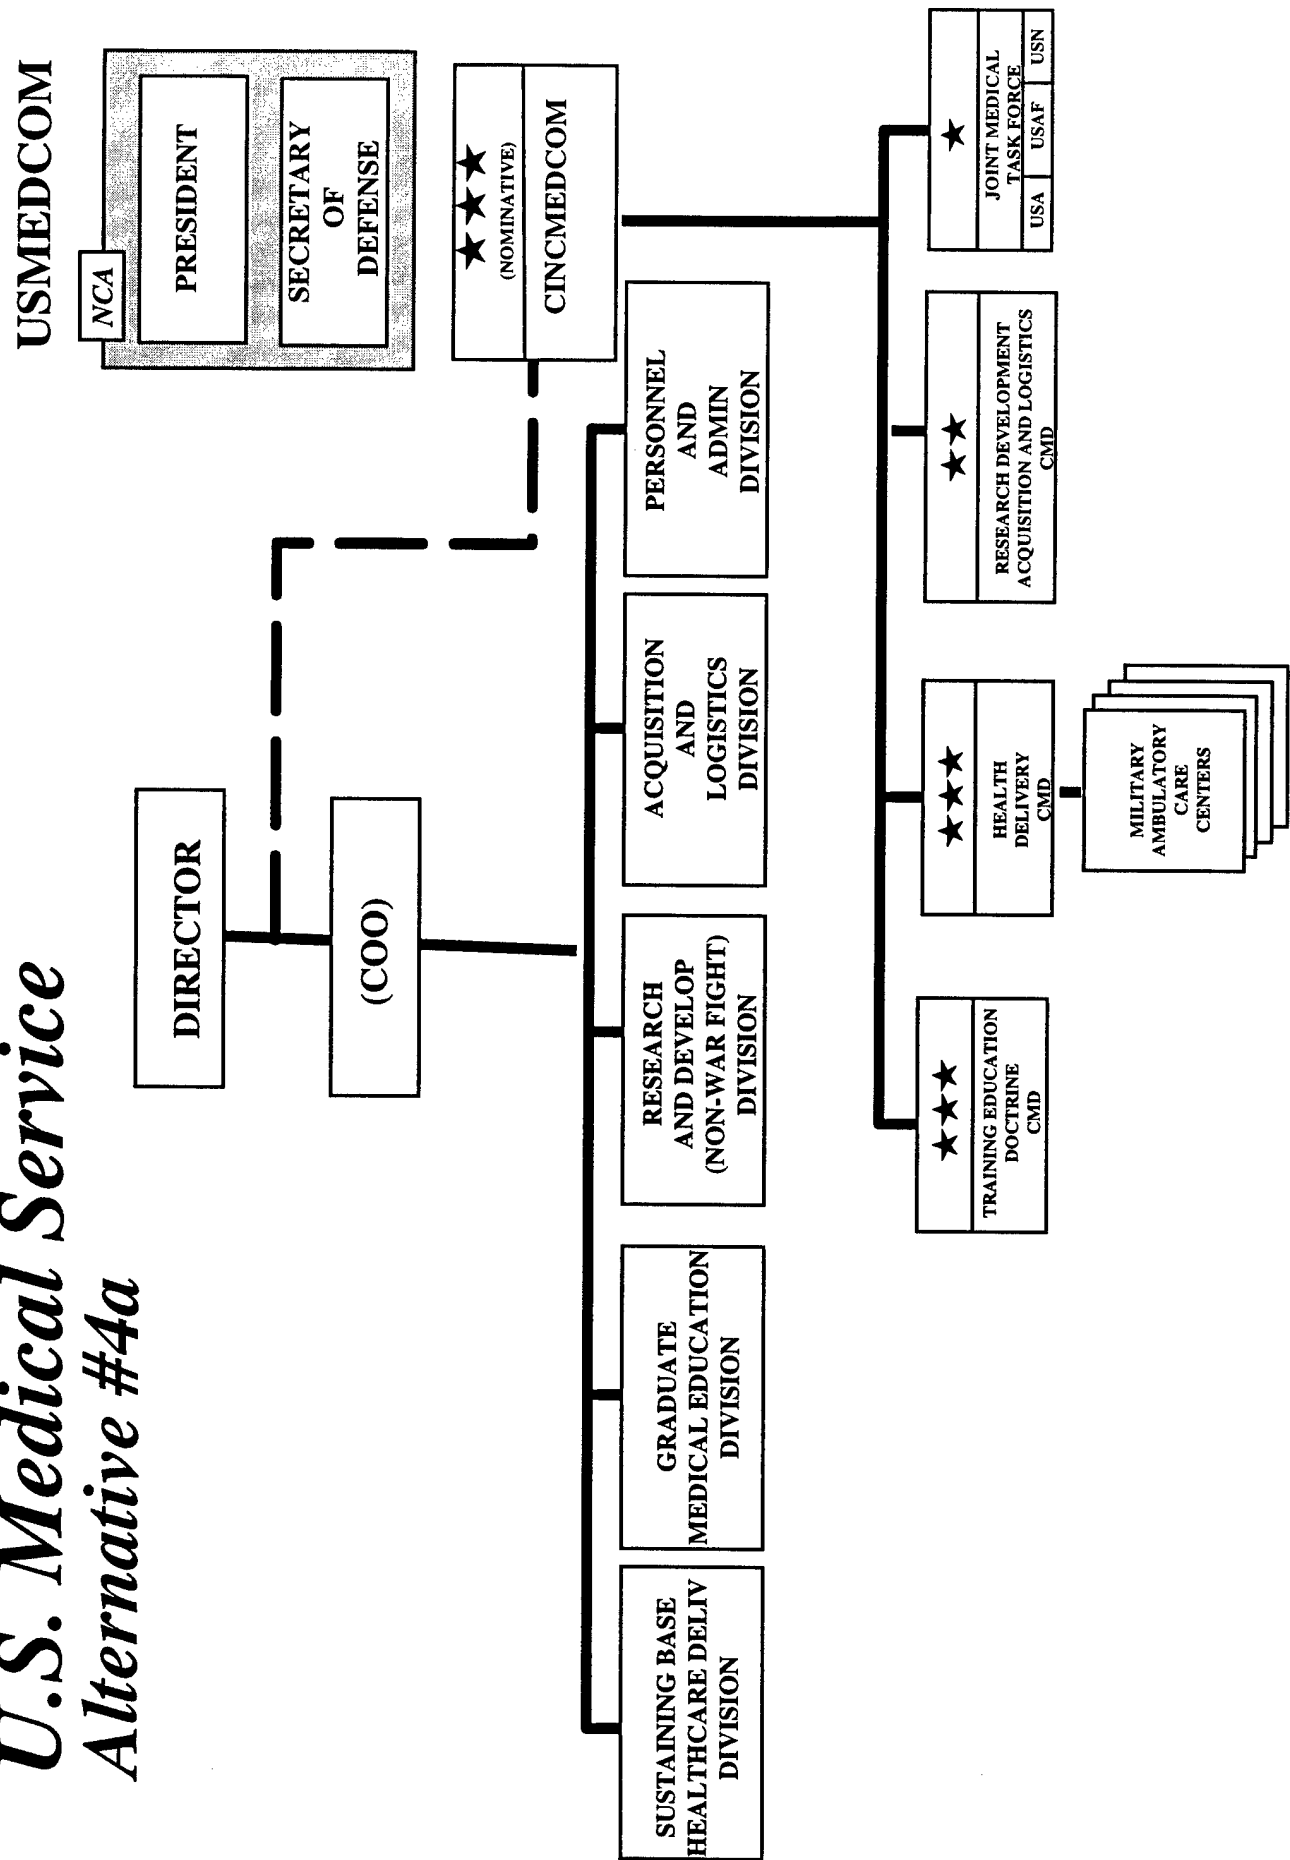 U.S. Medical Service
Alternative #4a
USMEDCOM
NCA
PRESIDENT
SECRETARY
OF
DEFENSE
DIRECTOR
(COO)
(NOMINATIVE)
CINCMEDCOM
SUSTAINING BASE
HEALTHCARE DELIV
DIVISION
GRADUATE
MEDICAL EDUCATION
DIVISION
RESEARCH
AND DEVELOP
(NON-WAR FIGHT)
DIVISION
ACQUISITION
AND
LOGISTICS
DIVISION
PERSONNEL
AND
ADMIN
DIVISION
TRAINING EDUCATION
DOCTRINE
CMD
HEALTH
DELIVERY
CMD
MILITARY
AMBULATORY
CARE
CENTERS
RESEARCH DEVELOPMENT
ACQUISITION AND LOGISTICS
CMD
JOINT MEDICAL
TASK FORCE
USA USAF USN